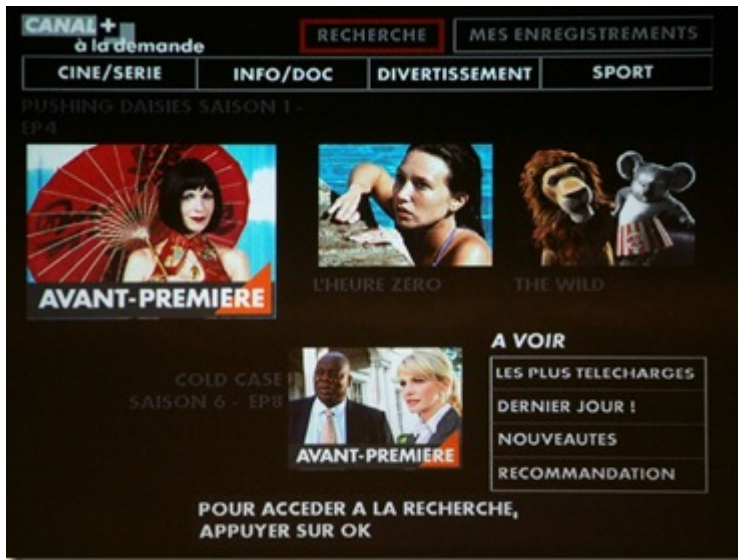 CANAL+
à la demande
RECHERCHE
MES ENREGISTREMENTS
CINE/SERIE
INFO/DOC
DIVERTISSEMENT
SPORT
PUSHING DAISIES SAISON 1 -
EP4
AVANT-PREMIERE
L'HEURE ZERO
THE WILD
COLD CASE
SAISON 6 - EP8
AVANT-PREMIERE
A VOIR
LES PLUS TELECHARGES
DERNIER JOUR !
NOUVEAUTES
RECOMMANDATION
POUR ACCEDER A LA RECHERCHE,
APPUYER SUR OK